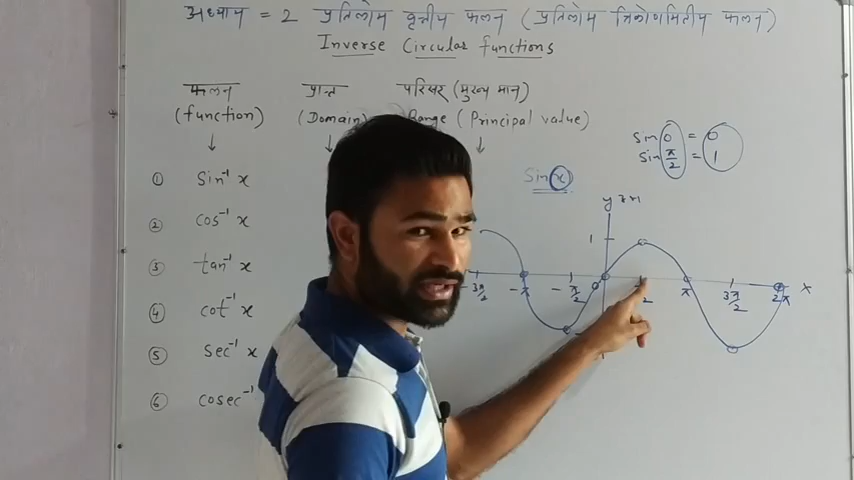 अध्याय = 2 प्रतिलोम वृत्तीय फलन (प्रतिलोम त्रिकोणमितीय फलन)
Inverse Circular functions
फलन प्रान्त परिसर (मुख्य मान)
(function) (Domain) Range (Principal value)
↓ ↓ ↓
sin 0 = 0
sin π/2 = 1
① sin⁻¹ x
② cos⁻¹ x
③ tan⁻¹ x
④ cot⁻¹ x
⑤ sec⁻¹ x
⑥ cosec⁻¹
Sin(x)
1
- 3π/2 - π - π/2 0 2 π 3π/2 2π x